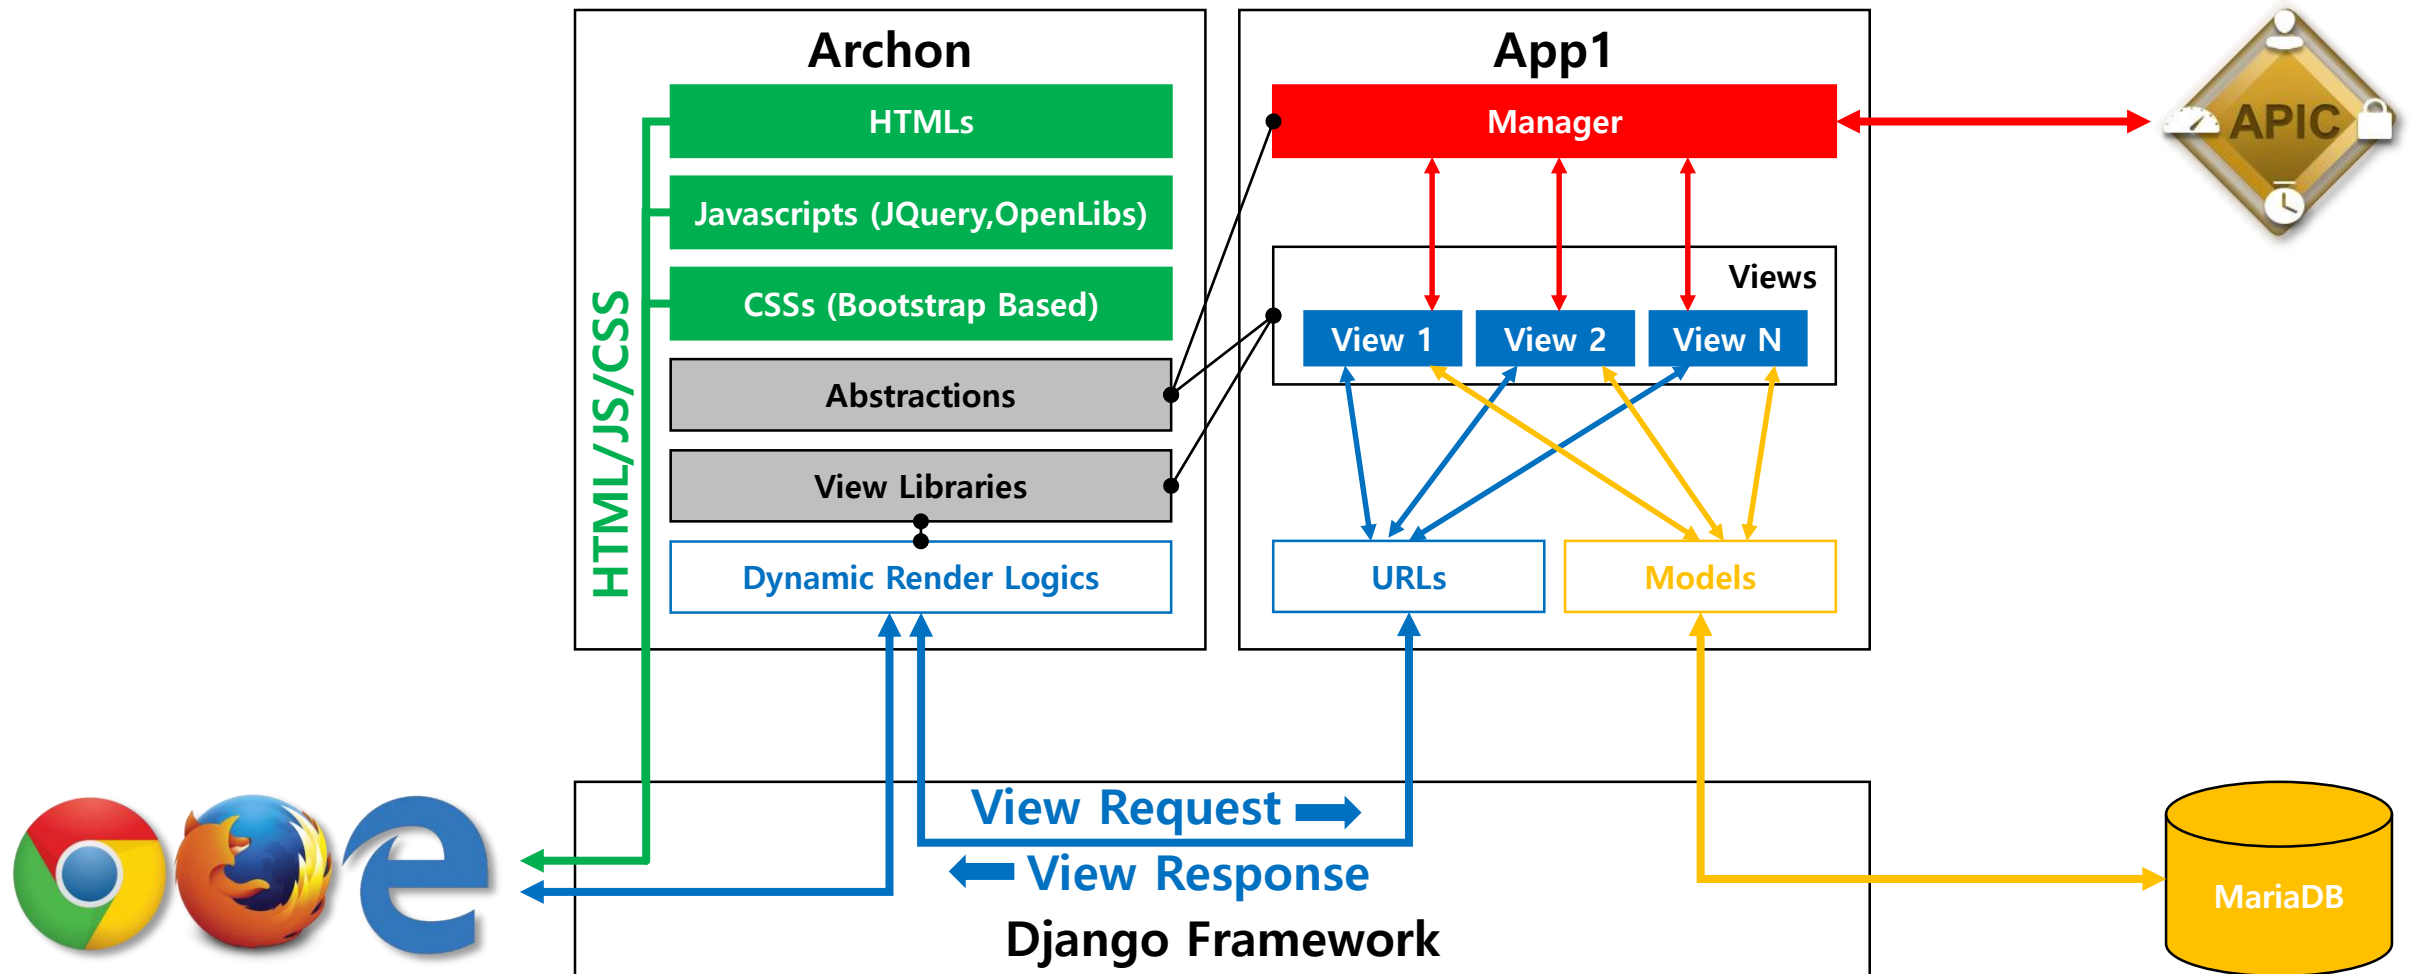 Archon
HTMLs
Javascripts (JQuery,OpenLibs)
CSSs (Bootstrap Based)
Abstractions
View Libraries
Dynamic Render Logics
HTML/JS/CSS
App1
Manager
Views
View 1
View 2
View N
URLs
Models
APIC
View Request
View Response
Django Framework
MariaDB